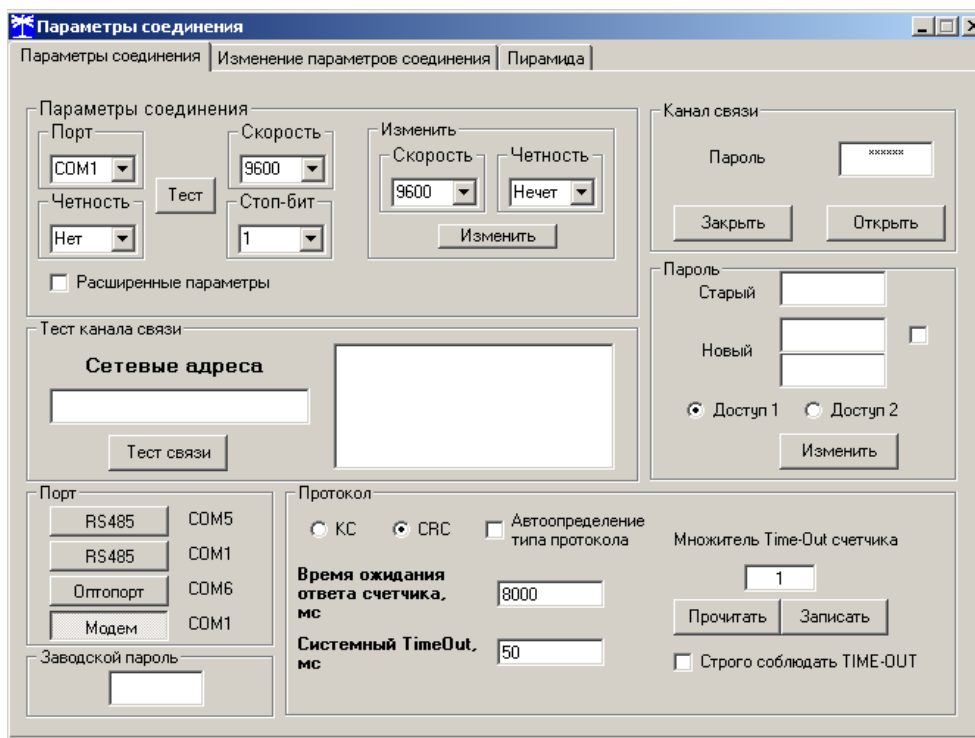 Параметры соединения
Параметры соединения Изменение параметров соединения Пирамида
Параметры соединения
Порт
COM1
Четность
Нет
Тест
Скорость
9600
Стоп-бит
1
Расширенные параметры
Изменить
Скорость
9600
Четность
Нечет
Изменить
Канал связи
Пароль
******
Закрыть
Открыть
Пароль
Старый
Новый
Доступ 1
Доступ 2
Изменить
Тест канала связи
Сетевые адреса
Тест связи
Порт
RS485 COM5
RS485 COM1
Оптопорт COM6
Модем COM1
Заводской пароль
Протокол
КС
CRC
Автоопределение
типа протокола
Время ожидания
ответа счетчика,
мс
8000
Системный TimeOut,
мс
50
Множитель Time-Out счетчика
1
Прочитать
Записать
Строго соблюдать TIME-OUT